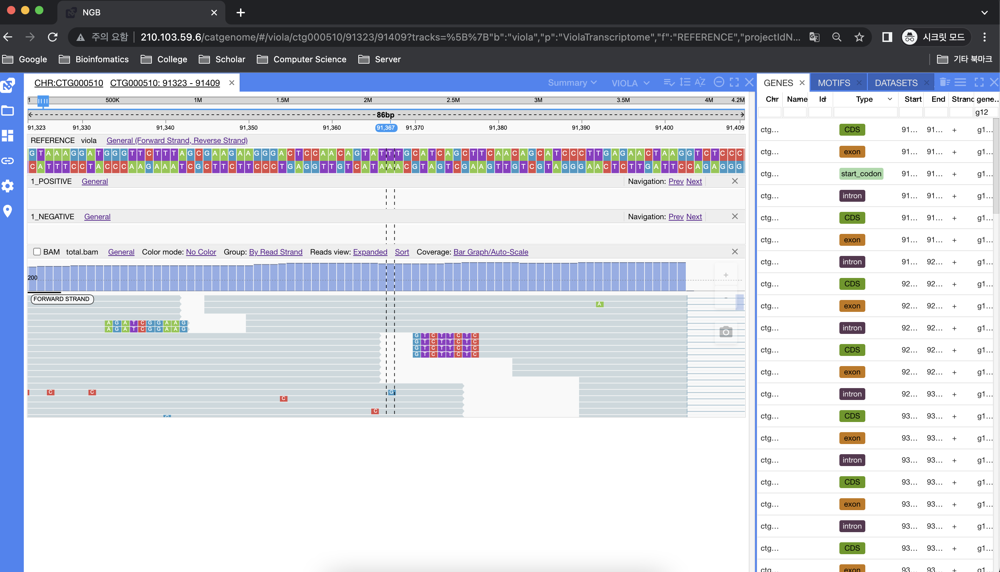 NGB
주의 요함
210.103.59.6/catgenome/#/viola/ctg000510/91323/91409?tracks=%5B%7B"b":"viola","p":"ViolaTranscriptome","f":"REFERENCE","projectIdN...
시크릿 모드
Google Bioinfomatics College Scholar Computer Science Server 기타 북마크
CHR:CTG000510 CTG000510: 91323 - 91409 Summary VIOLA
1 500K 1M 1.5M 2M 2.5M 3M 3.5M 4M 4.2M
86bp
91,323 91,330 91,340 91,350 91,360 91,367 91,370 91,380 91,390 91,400 91,409
REFERENCE viola General (Forward Strand, Reverse Strand)
G T A A A G G A T G G G T T C T T T A G C G A A G A A G G G A C T C C A A C A G T A T T T G C A T C A G C T T C A A C A G C A T C C C T T G A G A A C T A A G G T C T C C C
C A T T T C C T A C C C A A G A A A T C G C T T C T T C C C T G A G G T T G T C A T A A A C G T A G T C G A A G T T G T C G T A G G G A A C T C T T G A T T C C A G A G G G
1_POSITIVE General Navigation: Prev Next
1_NEGATIVE General Navigation: Prev Next
BAM total.bam General Color mode: No Color Group: By Read Strand Reads view: Expanded Sort Coverage: Bar Graph/Auto-Scale
200
+
-
FORWARD STRAND
A
A G A T C G G A A G
A G A T C G G A A G
G T C T T C T C
G T C T T C T C
G T C T T C T C
G T C T T C T C
C C G
C
C
GENES MOTIFS DATASETS
Chr Name Id Type Start End Strand gene...
g12
ctg... CDS 91... 91... + g1...
ctg... exon 91... 91... + g1...
ctg... start_codon 91... 91... + g1...
ctg... intron 91... 91... + g1...
ctg... CDS 91... 91... + g1...
ctg... exon 91... 91... + g1...
ctg... intron 91... 92... + g1...
ctg... CDS 92... 92... + g1...
ctg... exon 92... 92... + g1...
ctg... intron 92... 92... + g1...
ctg... CDS 92... 92... + g1...
ctg... exon 92... 92... + g1...
ctg... intron 92... 93... + g1...
ctg... CDS 93... 93... + g1...
ctg... exon 93... 93... + g1...
ctg... intron 93... 93... + g1...
ctg... CDS 93... 93... + g1...
ctg... exon 93... 93... + g1...
ctg... intron 93... 93... + g1...
ctg... CDS 93... 93... + g1...
ctg... exon 93... 93... + g1...